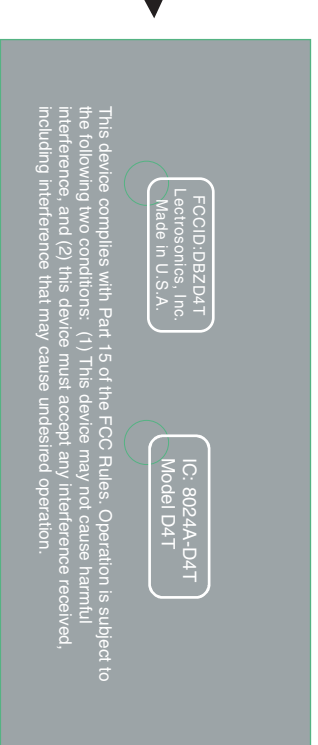 FCCID:DBZD4T
Lectrosonics, Inc.
Made in U.S.A.
IC: 8024A-D4T
Model D4T
This device complies with Part 15 of the FCC Rules. Operation is subject to
the following two conditions: (1) This device may not cause harmful
interference, and (2) this device must accept any interference received,
including interference that may cause undesired operation.